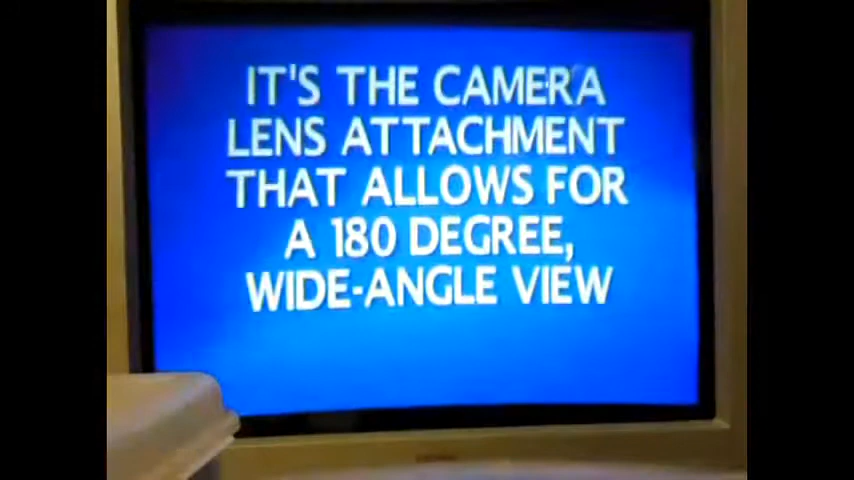 IT'S THE CAMERA
LENS ATTACHMENT
THAT ALLOWS FOR
A 180 DEGREE,
WIDE-ANGLE VIEW